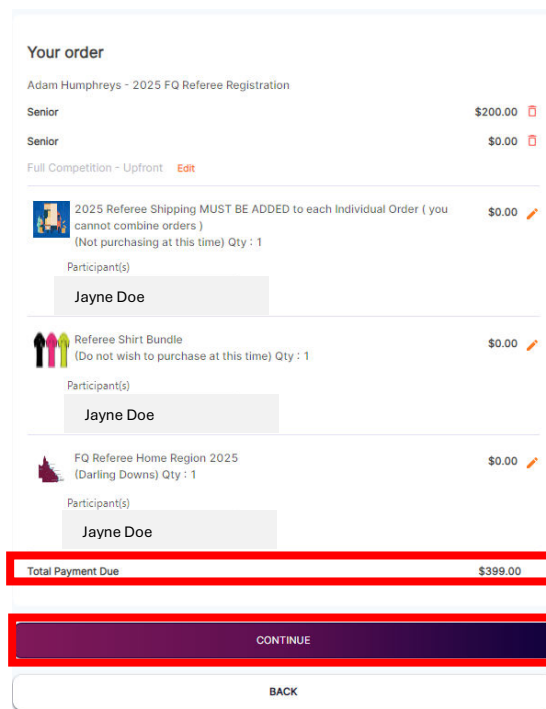 Your order
Adam Humphreys - 2025 FQ Referee Registration
Senior $200.00
Senior $0.00
Full Competition - Upfront Edit
2025 Referee Shipping MUST BE ADDED to each Individual Order ( you $0.00
cannot combine orders )
(Not purchasing at this time) Qty : 1
Participant(s)
Jayne Doe
Referee Shirt Bundle $0.00
(Do not wish to purchase at this time) Qty : 1
Participant(s)
Jayne Doe
FQ Referee Home Region 2025 $0.00
(Darling Downs) Qty : 1
Participant(s)
Jayne Doe
Total Payment Due $399.00
CONTINUE
BACK